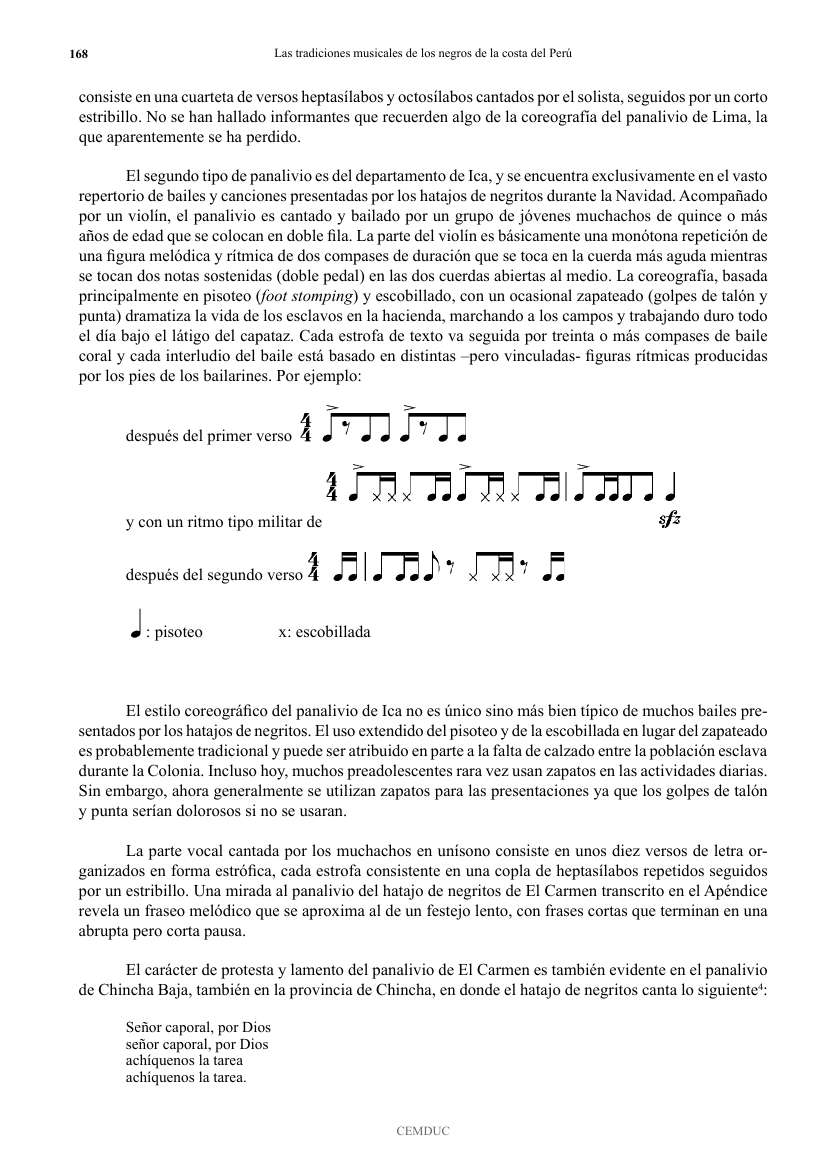 168
Las tradiciones musicales de los negros de la costa del Perú
consiste en una cuarteta de versos heptasílabos y octosílabos cantados por el solista, seguidos por un corto
estribillo. No se han hallado informantes que recuerden algo de la coreografía del panalivio de Lima, la
que aparentemente se ha perdido.
El segundo tipo de panalivio es del departamento de Ica, y se encuentra exclusivamente en el vasto
repertorio de bailes y canciones presentadas por los hatajos de negritos durante la Navidad. Acompañado
por un violín, el panalivio es cantado y bailado por un grupo de jóvenes muchachos de quince o más
años de edad que se colocan en doble fila. La parte del violín es básicamente una monótona repetición de
una figura melódica y rítmica de dos compases de duración que se toca en la cuerda más aguda mientras
se tocan dos notas sostenidas (doble pedal) en las dos cuerdas abiertas al medio. La coreografía, basada
principalmente en pisoteo (foot stomping) y escobillado, con un ocasional zapateado (golpes de talón y
punta) dramatiza la vida de los esclavos en la hacienda, marchando a los campos y trabajando duro todo
el día bajo el látigo del capataz. Cada estrofa de texto va seguida por treinta o más compases de baile
coral y cada interludio del baile está basado en distintas –pero vinculadas- figuras rítmicas producidas
por los pies de los bailarines. Por ejemplo:
después del primer verso 4 4
4 4
y con un ritmo tipo militar de sfz
después del segundo verso 4 4
: pisoteo x: escobillada
El estilo coreográfico del panalivio de Ica no es único sino más bien típico de muchos bailes pre-
sentados por los hatajos de negritos. El uso extendido del pisoteo y de la escobillada en lugar del zapateado
es probablemente tradicional y puede ser atribuido en parte a la falta de calzado entre la población esclava
durante la Colonia. Incluso hoy, muchos preadolescentes rara vez usan zapatos en las actividades diarias.
Sin embargo, ahora generalmente se utilizan zapatos para las presentaciones ya que los golpes de talón
y punta serían dolorosos si no se usaran.
La parte vocal cantada por los muchachos en unísono consiste en unos diez versos de letra or-
ganizados en forma estrófica, cada estrofa consistente en una copla de heptasílabos repetidos seguidos
por un estribillo. Una mirada al panalivio del hatajo de negritos de El Carmen transcrito en el Apéndice
revela un fraseo melódico que se aproxima al de un festejo lento, con frases cortas que terminan en una
abrupta pero corta pausa.
El carácter de protesta y lamento del panalivio de El Carmen es también evidente en el panalivio
de Chincha Baja, también en la provincia de Chincha, en donde el hatajo de negritos canta lo siguiente⁴:
Señor caporal, por Dios
señor caporal, por Dios
achíquenos la tarea
achíquenos la tarea.
CEMDUC